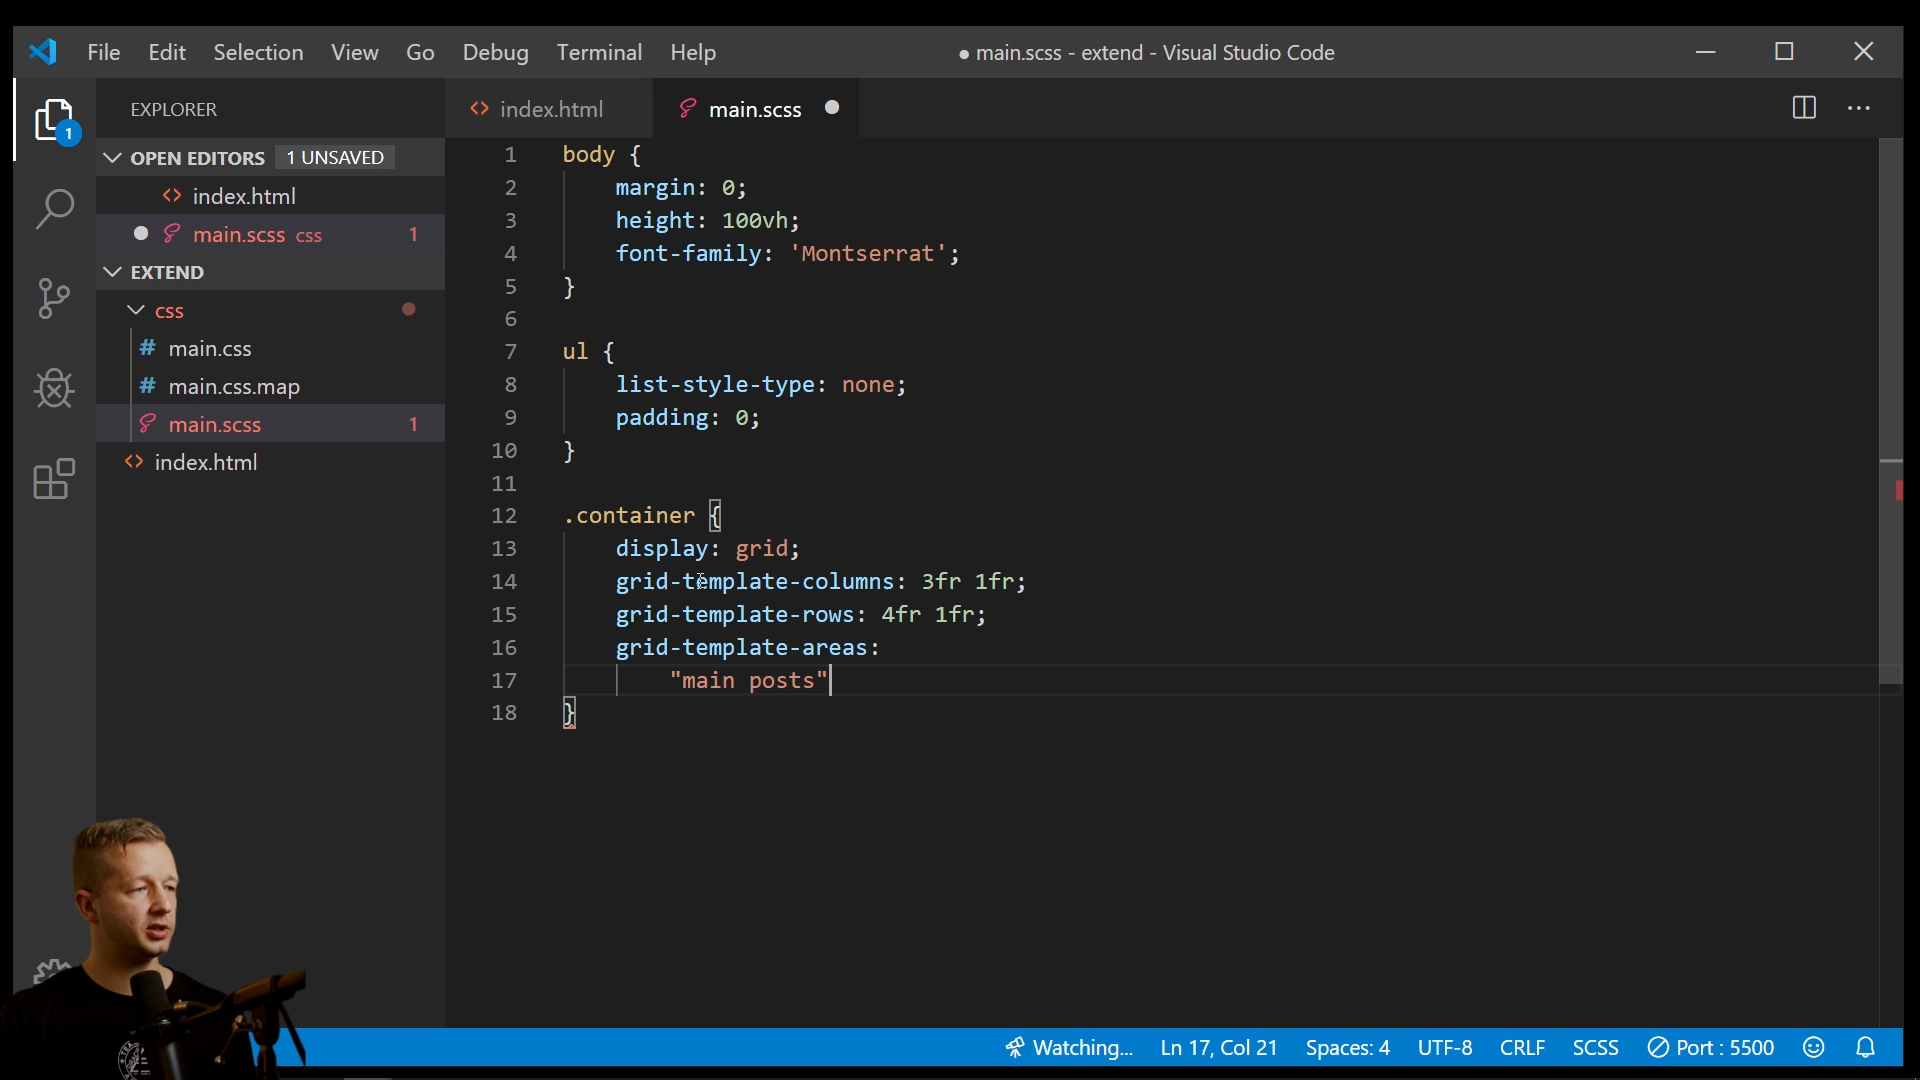 File Edit Selection View Go Debug Terminal Help
● main.scss - extend - Visual Studio Code
EXPLORER
OPEN EDITORS 1 UNSAVED
index.html
main.scss css 1
EXTEND
css
# main.css
# main.css.map
main.scss 1
index.html
1
index.html
main.scss
1 body {
2 margin: 0;
3 height: 100vh;
4 font-family: 'Montserrat';
5 }
6
7 ul {
8 list-style-type: none;
9 padding: 0;
10 }
11
12 .container {
13 display: grid;
14 grid-template-columns: 3fr 1fr;
15 grid-template-rows: 4fr 1fr;
16 grid-template-areas:
17 "main posts"
18 }
Watching... Ln 17, Col 21 Spaces: 4 UTF-8 CRLF SCSS Port : 5500